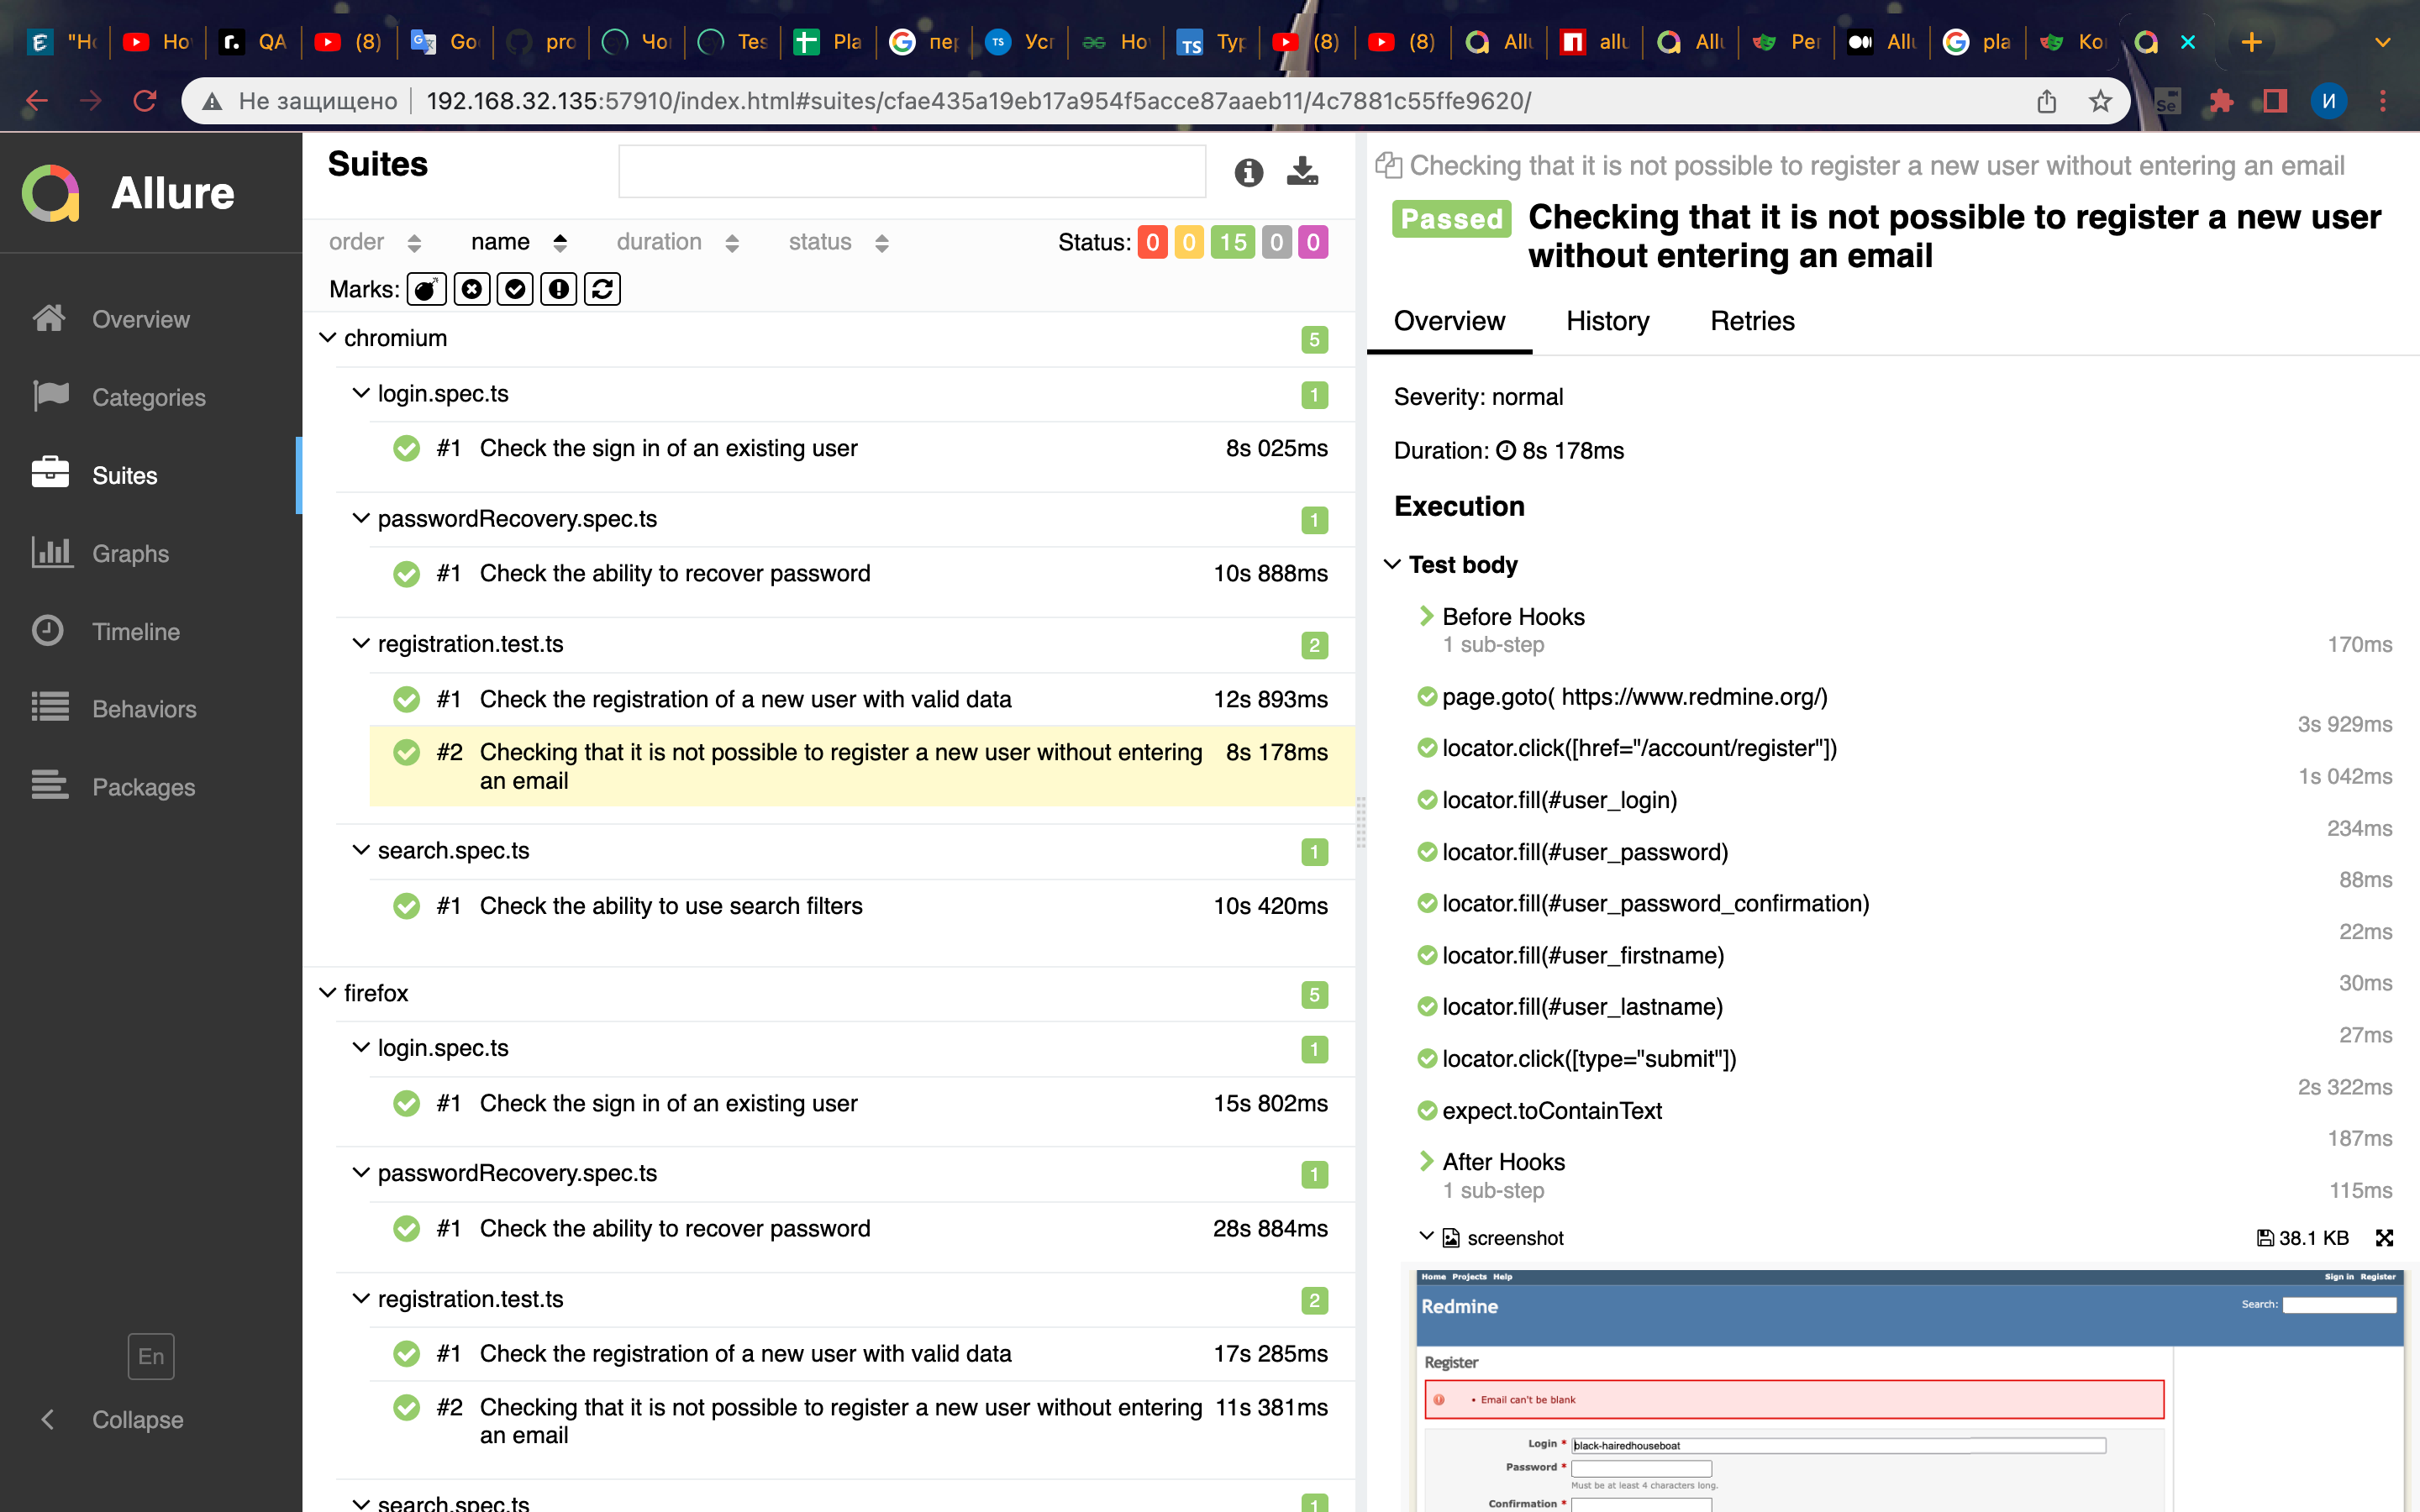 "Ho
Ho
QA
(8)
Go
pro
Чо
Tes
Pla
пер
Уст
Ho
Typ
(8)
(8)
Allu
allu
Allu
Per
Allu
pla
Ko
Не защищено
192.168.32.135:57910/index.html#suites/cfae435a19eb17a954f5acce87aaeb11/4c7881c55ffe9620/
И
Allure
Overview
Categories
Suites
Graphs
Timeline
Behaviors
Packages
En
Collapse
Suites
order name duration status
Status: 0 0 15 0 0
Marks:
chromium 5
login.spec.ts 1
#1 Check the sign in of an existing user 8s 025ms
passwordRecovery.spec.ts 1
#1 Check the ability to recover password 10s 888ms
registration.test.ts 2
#1 Check the registration of a new user with valid data 12s 893ms
#2 Checking that it is not possible to register a new user without entering 8s 178ms
an email
search.spec.ts 1
#1 Check the ability to use search filters 10s 420ms
firefox 5
login.spec.ts 1
#1 Check the sign in of an existing user 15s 802ms
passwordRecovery.spec.ts 1
#1 Check the ability to recover password 28s 884ms
registration.test.ts 2
#1 Check the registration of a new user with valid data 17s 285ms
#2 Checking that it is not possible to register a new user without entering 11s 381ms
an email
search.spec.ts 1
Checking that it is not possible to register a new user without entering an email
Passed Checking that it is not possible to register a new user
without entering an email
Overview History Retries
Severity: normal
Duration: 8s 178ms
Execution
Test body
Before Hooks
1 sub-step 170ms
page.goto( https://www.redmine.org/)
3s 929ms
locator.click([href="/account/register"])
1s 042ms
locator.fill(#user_login)
234ms
locator.fill(#user_password)
88ms
locator.fill(#user_password_confirmation)
22ms
locator.fill(#user_firstname)
30ms
locator.fill(#user_lastname)
27ms
locator.click([type="submit"])
2s 322ms
expect.toContainText
187ms
After Hooks
1 sub-step 115ms
screenshot 38.1 KB
Home Projects Help Sign in Register
Redmine Search:
Register
• Email can't be blank
Login * black-hairedhouseboat
Password *
Must be at least 4 characters long.
Confirmation *